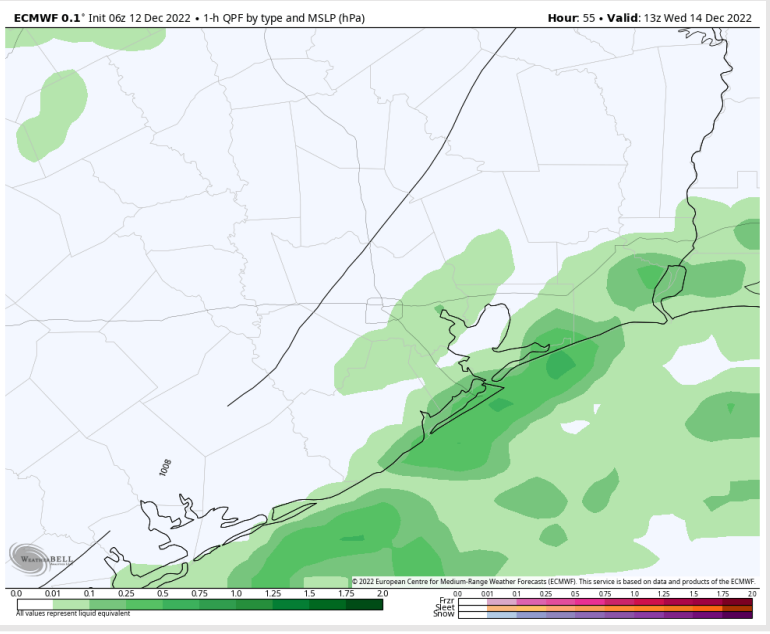 ECMWF 0.1° Init 06z 12 Dec 2022 • 1-h QPF by type and MSLP (hPa)
Hour: 55 • Valid: 13z Wed 14 Dec 2022
1008
WEATHERBELL
© 2022 European Centre for Medium-Range Weather Forecasts (ECMWF). This service is based on data and products of the ECMWF.
0.0 0.01 0.1 0.25 0.5 0.75 1.0 1.25 1.5 1.75 2.0
All values represent liquid equivalent
0.0 0.01 0.1 0.25 0.5 0.75 1.0 1.25 1.5 1.75 2.0
Frzr
Sleet
Snow